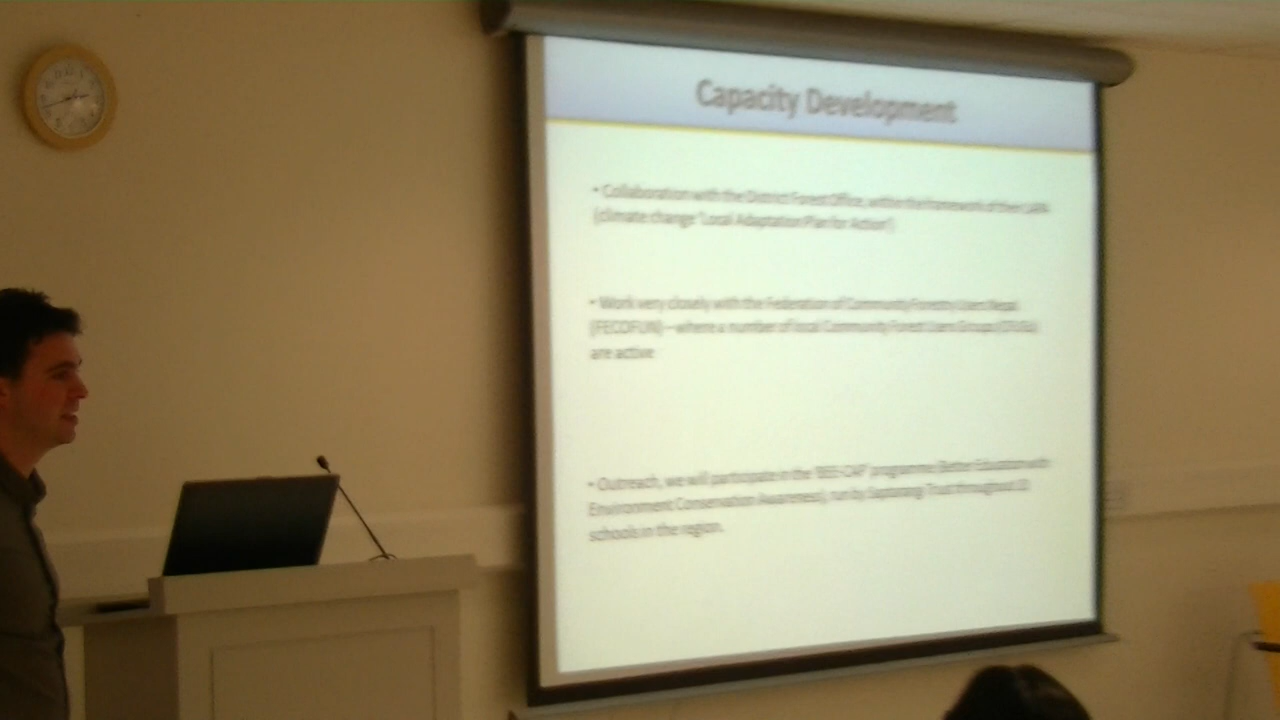 Capacity Development
• Collaboration with the District Forest Office, within the framework of their LAPA
(climate change 'Local Adaptation Plan for Action')
• Work very closely with the Federation of Community Forestry Users Nepal
(FECOFUN) – where a number of local Community Forest Users Groups (CFUGs)
are active
• Outreach, we will participate in the programme (Better Education with
Environment Conservation Awareness), run by Trust throughout
schools in the region.